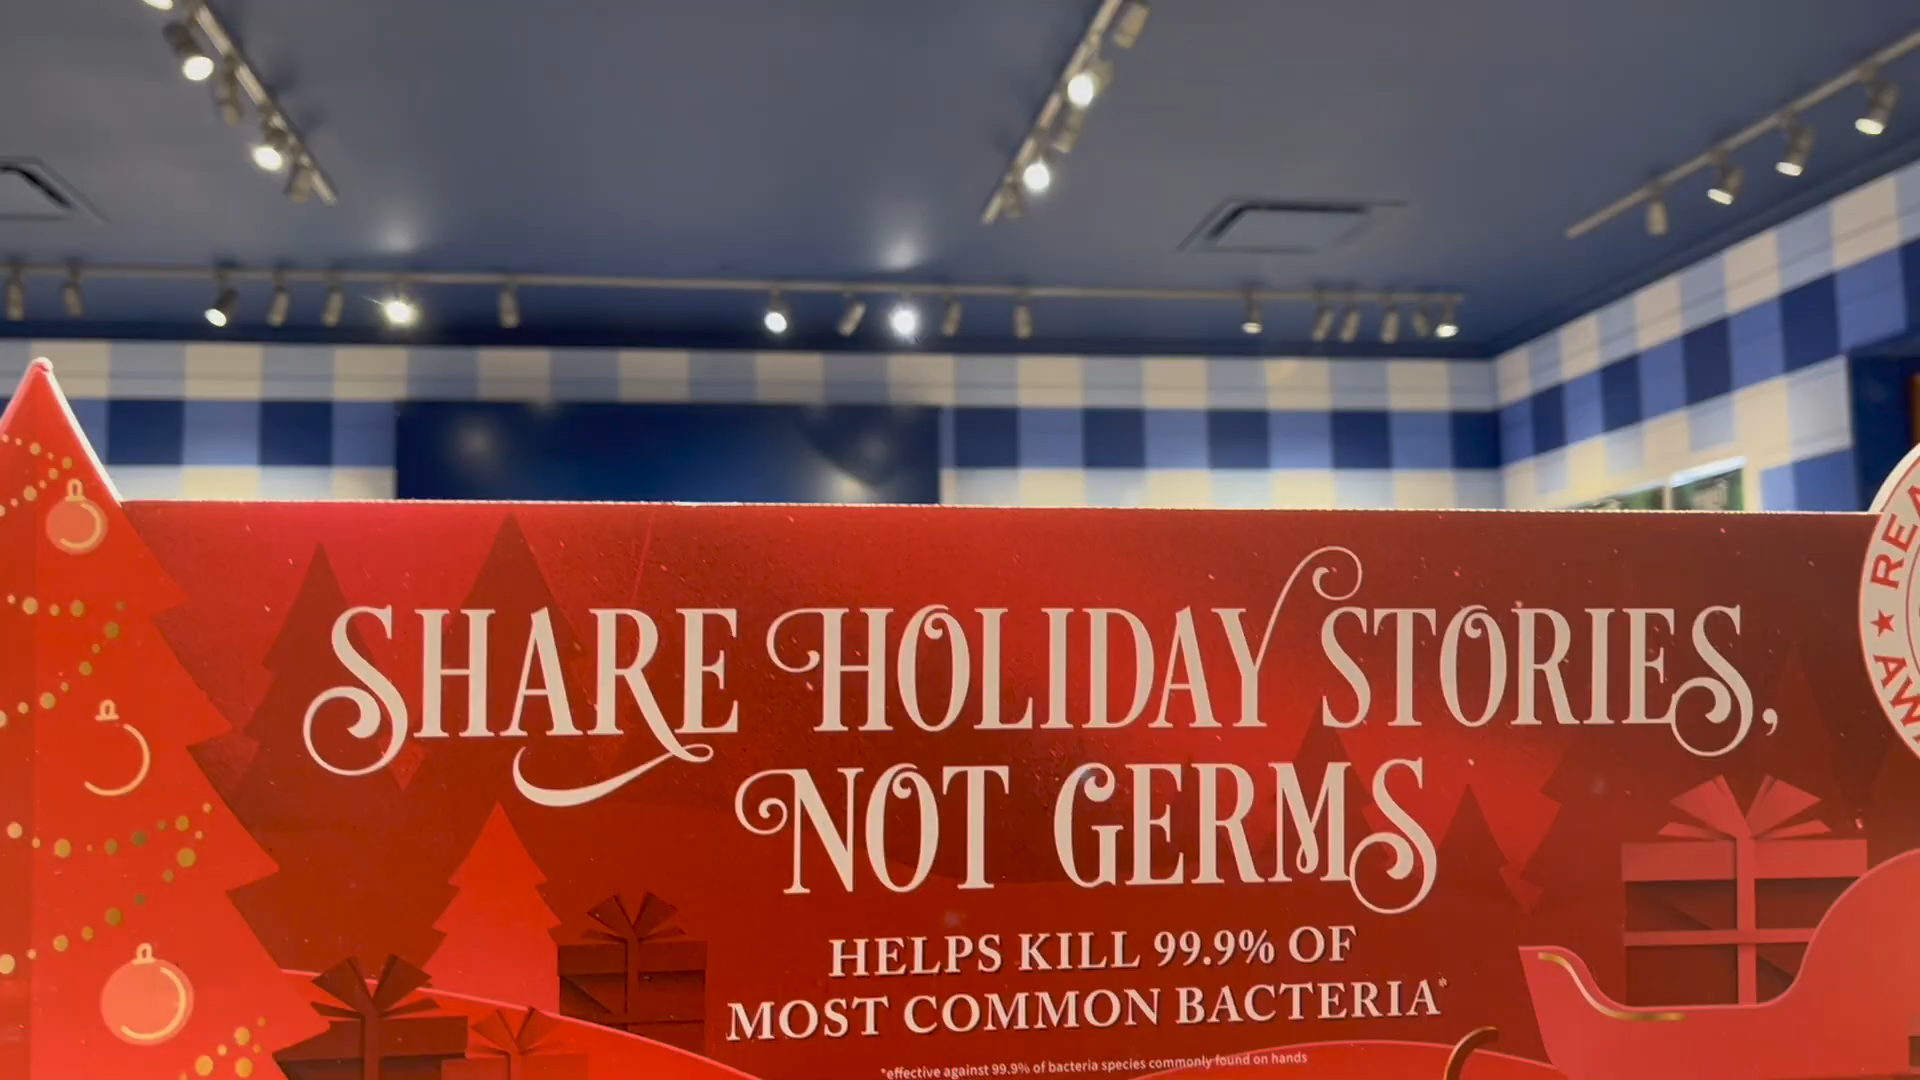 SHARE HOLIDAY STORIES,
NOT GERMS
HELPS KILL 99.9% OF
MOST COMMON BACTERIA*
*effective against 99.9% of bacteria species commonly found on hands